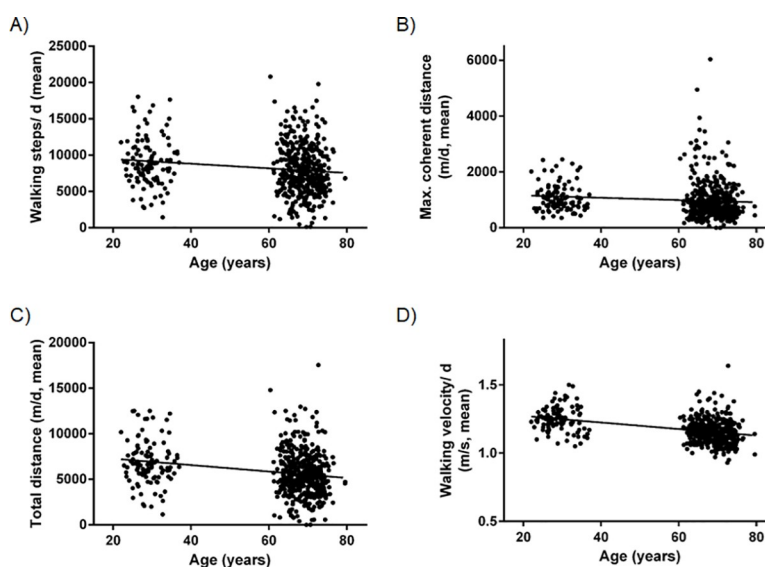 A)
Walking steps/ d (mean)
25000
20000
15000
10000
5000
0
20 40 60 80
Age (years)
B)
Max. coherent distance
(m/d, mean)
6000
4000
2000
0
20 40 60 80
Age (years)
C)
Total distance (m/d, mean)
20000
15000
10000
5000
0
20 40 60 80
Age (years)
D)
Walking velocity/ d
(m/s, mean)
1.5
1.0
0.5
20 40 60 80
Age (years)